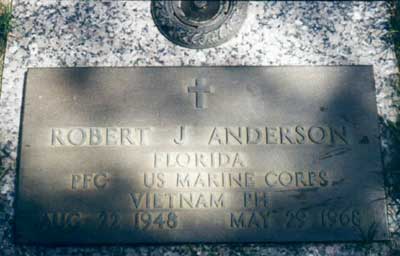 ROBERT J ANDERSON
FLORIDA
PFC US MARINE CORPS
VIETNAM PH
AUG 22 1948 MAY 29 1968